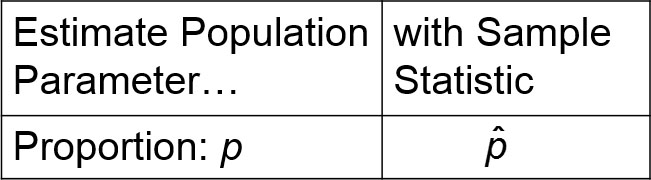 Estimate Population
Parameter…
with Sample
Statistic
Proportion: p
p̂